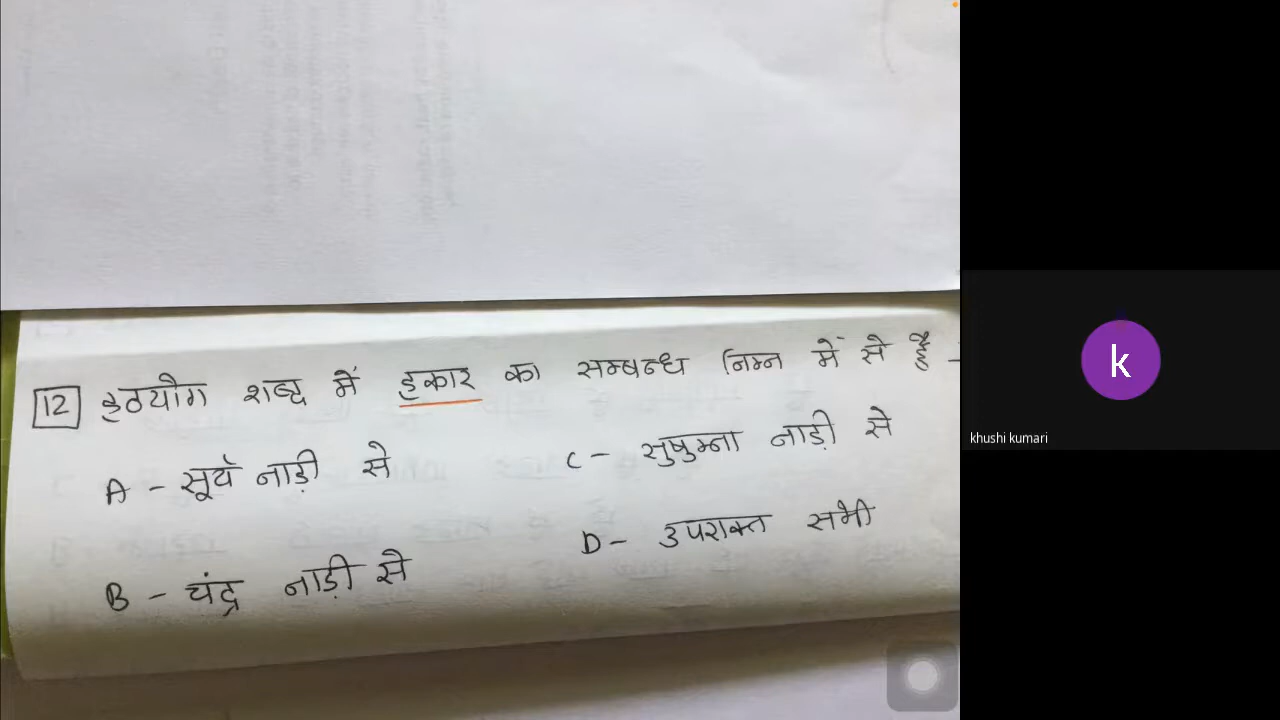 12 हठयोग शब्द में हकार का सम्बन्ध निम्न में से है -
A - सूर्य नाड़ी से
C - सुषुम्ना नाड़ी से
B - चंद्र नाड़ी से
D - उपराक्त सभी
k
khushi kumari